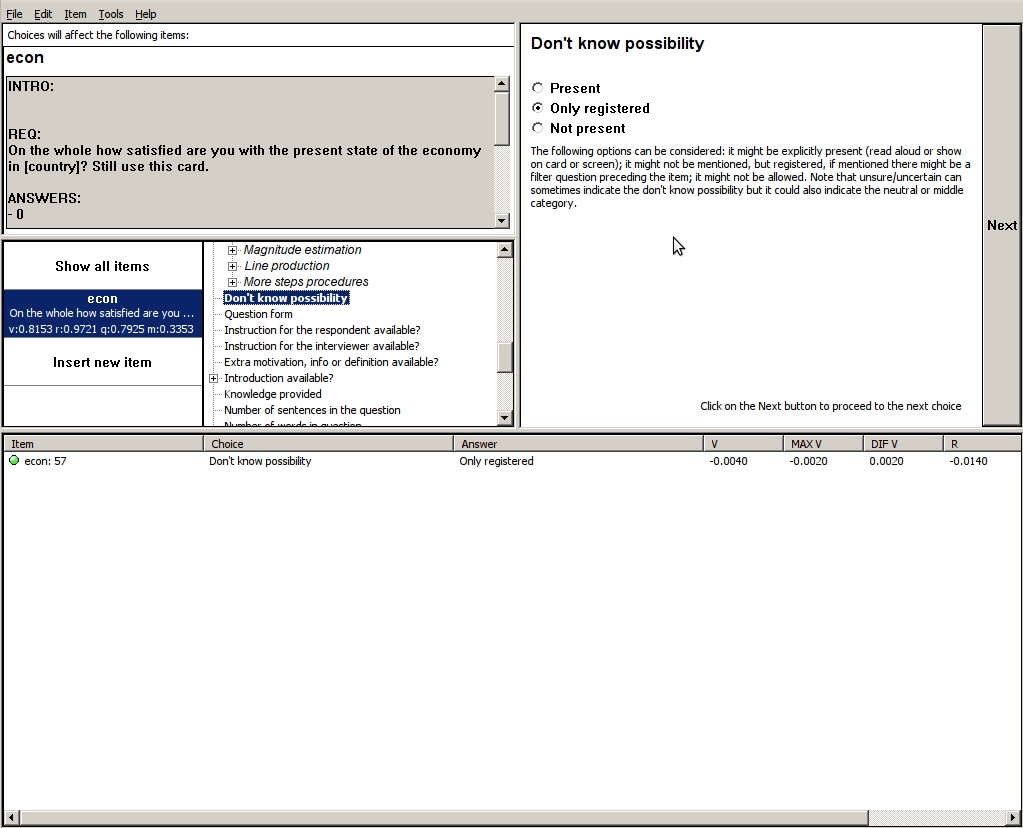 File Edit Item Tools Help
Choices will affect the following items:
econ
INTRO:
REQ:
On the whole how satisfied are you with the present state of the economy
in [country]? Still use this card.
ANSWERS:
- 0
Don't know possibility
Present
Only registered
Not present
The following options can be considered: it might be explicitly present (read aloud or show
on card or screen); it might not be mentioned, but registered, if mentioned there might be a
filter question preceding the item; it might not be allowed. Note that unsure/uncertain can
sometimes indicate the don't know possibility but it could also indicate the neutral or middle
category.
Click on the Next button to proceed to the next choice
Next
Show all items
econ
On the whole how satisfied are you ...
v:0.8153 r:0.9721 q:0.7925 m:0.3353
Insert new item
Magnitude estimation
Line production
More steps procedures
Don't know possibility
Question form
Instruction for the respondent available?
Instruction for the interviewer available?
Extra motivation, info or definition available?
Introduction available?
Knowledge provided
Number of sentences in the question
Number of words in question
Item Choice Answer V MAX V DIF V R
econ: 57 Don't know possibility Only registered -0.0040 -0.0020 0.0020 -0.0140